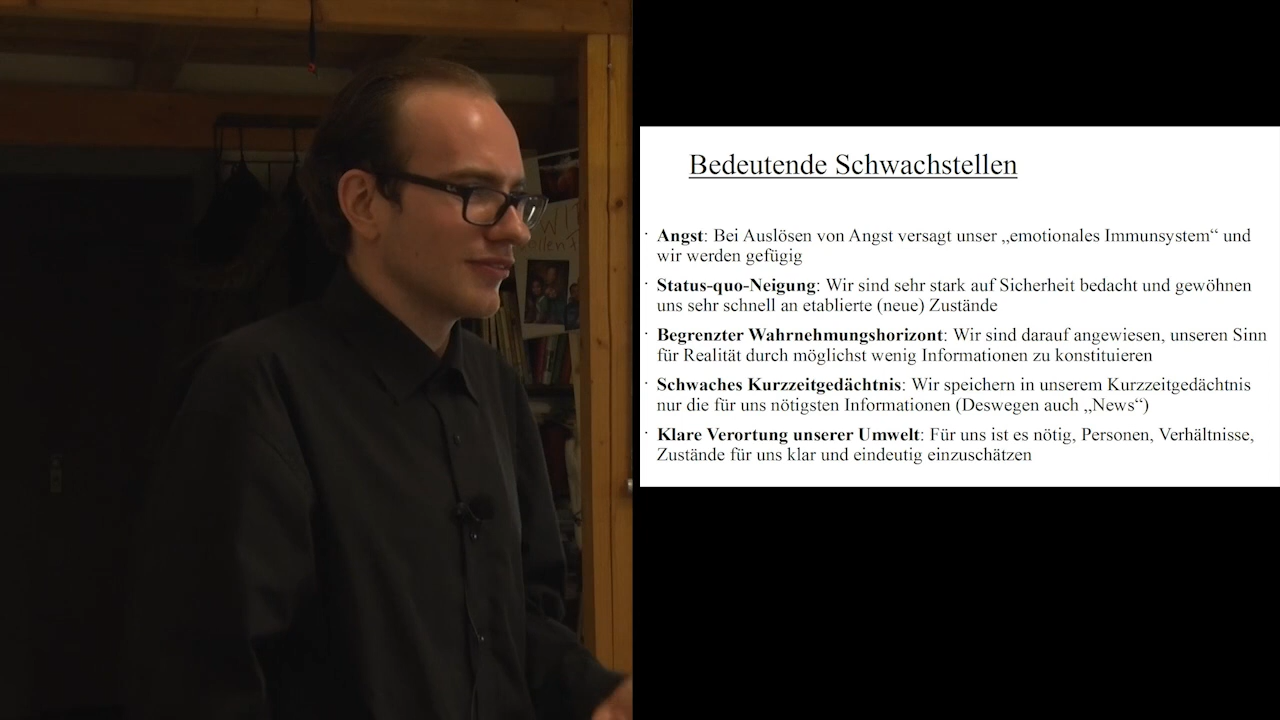 Bedeutende Schwachstellen
· Angst: Bei Auslösen von Angst versagt unser „emotionales Immunsystem“ und
wir werden gefügig
· Status-quo-Neigung: Wir sind sehr stark auf Sicherheit bedacht und gewöhnen
uns sehr schnell an etablierte (neue) Zustände
· Begrenzter Wahrnehmungshorizont: Wir sind darauf angewiesen, unseren Sinn
für Realität durch möglichst wenig Informationen zu konstituieren
· Schwaches Kurzzeitgedächtnis: Wir speichern in unserem Kurzzeitgedächtnis
nur die für uns nötigsten Informationen (Deswegen auch „News“)
· Klare Verortung unserer Umwelt: Für uns ist es nötig, Personen, Verhältnisse,
Zustände für uns klar und eindeutig einzuschätzen